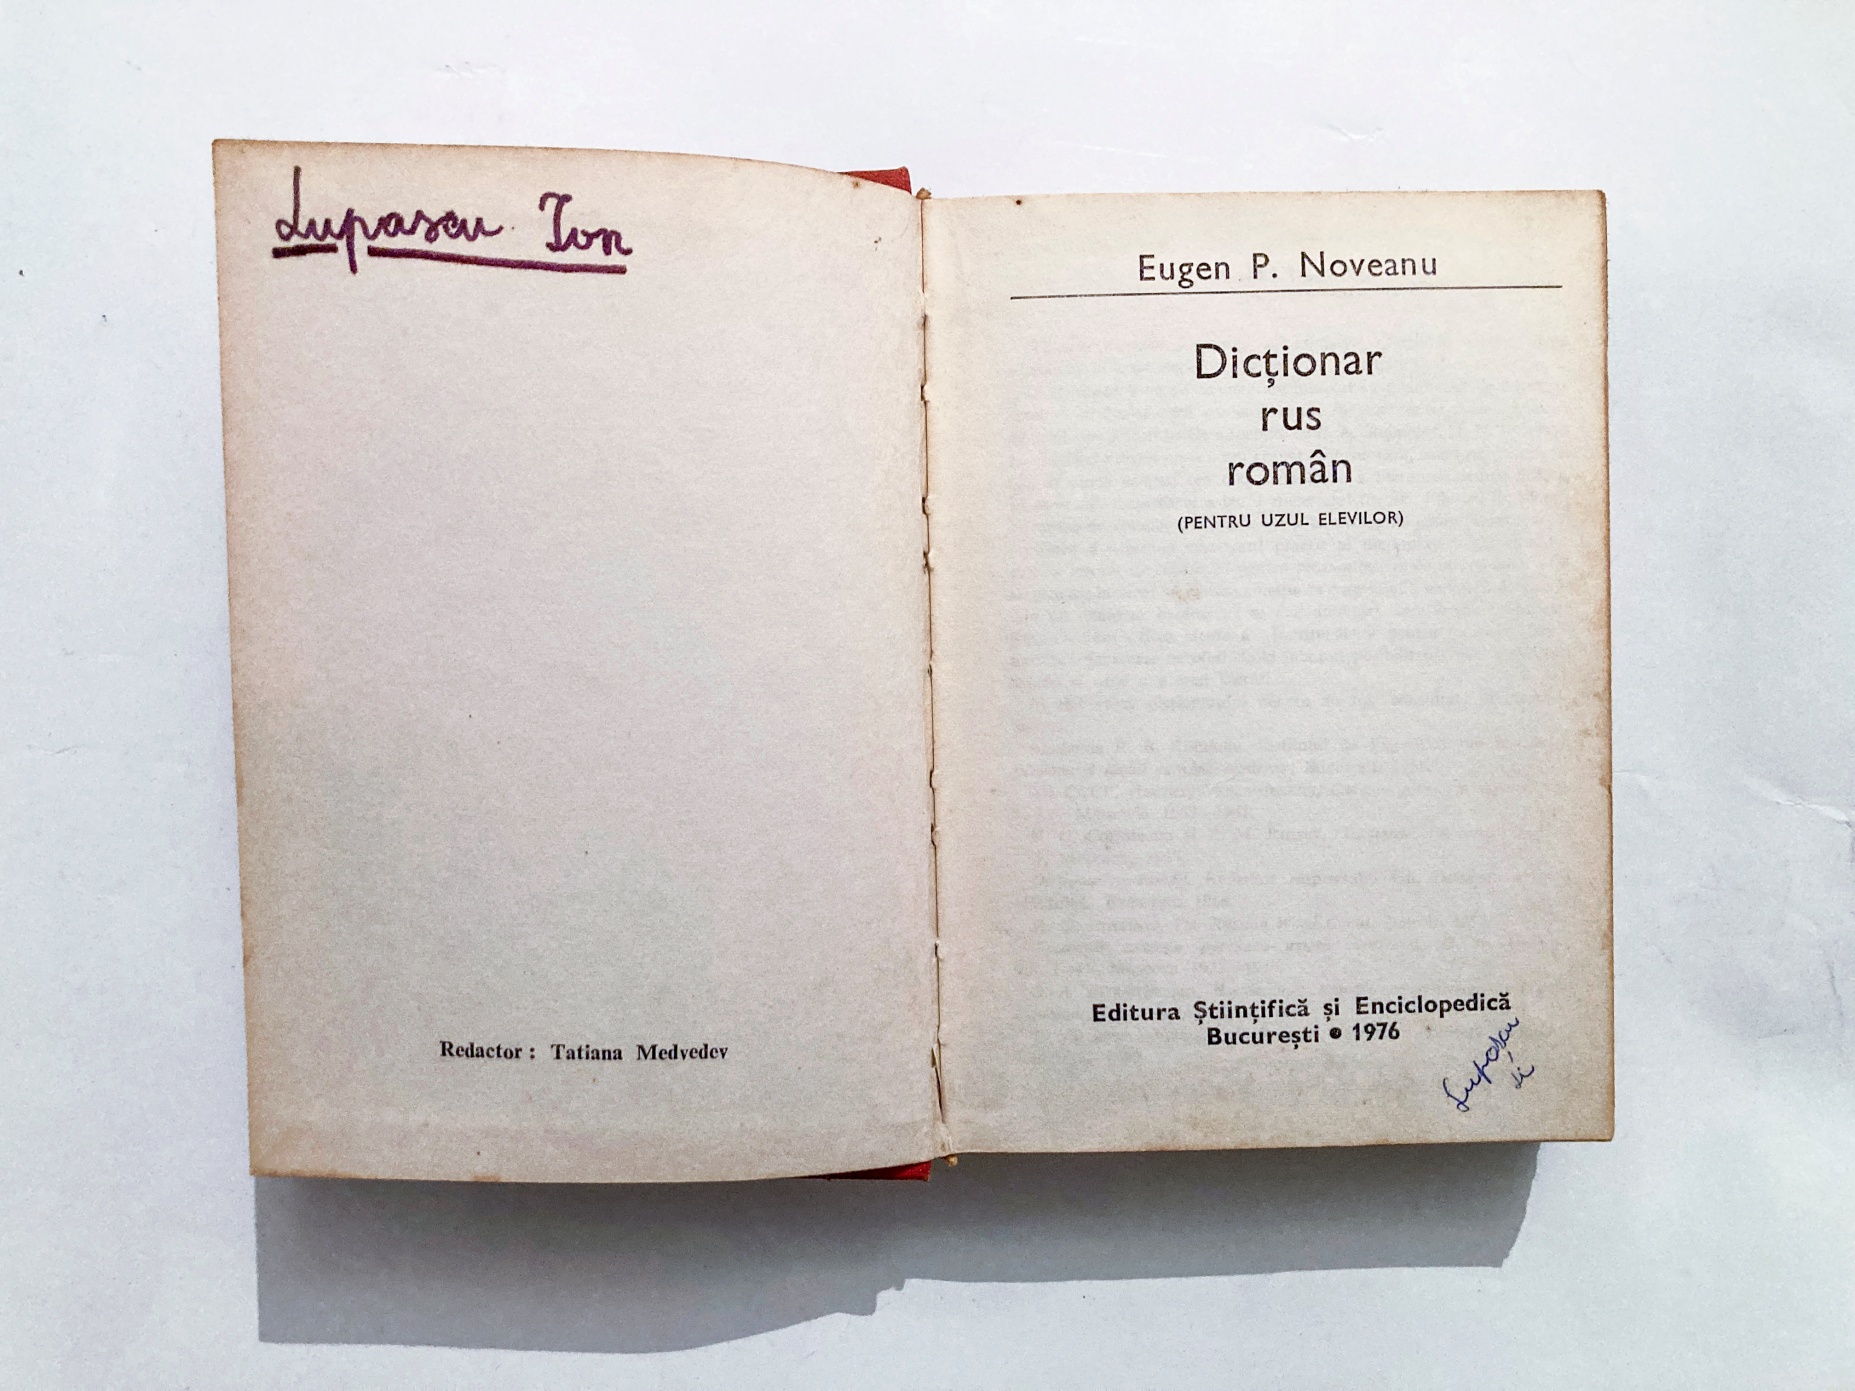 Lupascu Ion
Redactor : Tatiana Medvedev
Eugen P. Noveanu
Dicționar
rus
român
(PENTRU UZUL ELEVILOR)
Editura Științifică și Enciclopedică
București • 1976
Lupascu